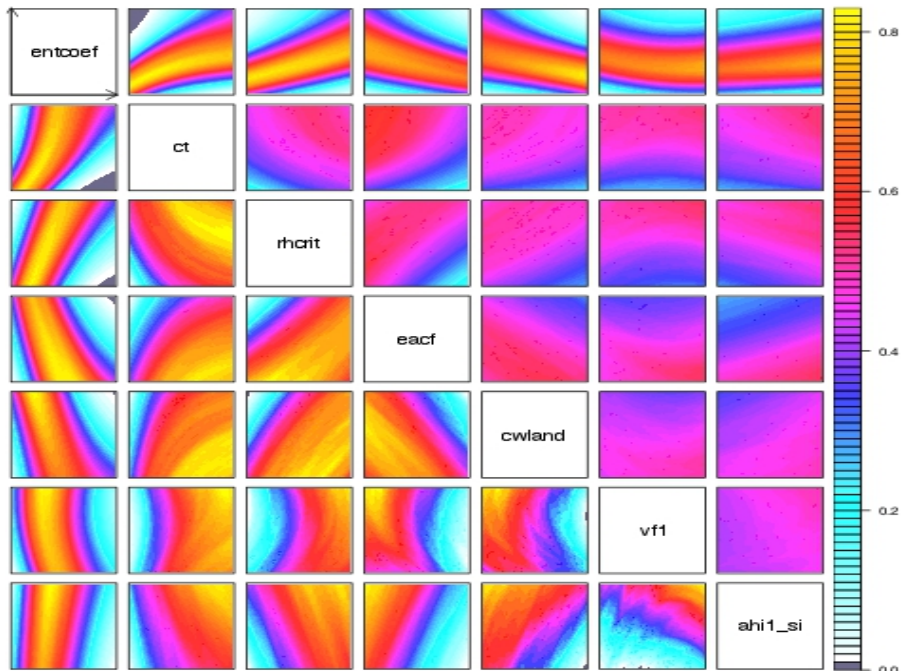 entcoef
0.8
ct
0.6
rhcrit
eacf
0.4
cwland
0.2
vf1
ahi1_si
0.0